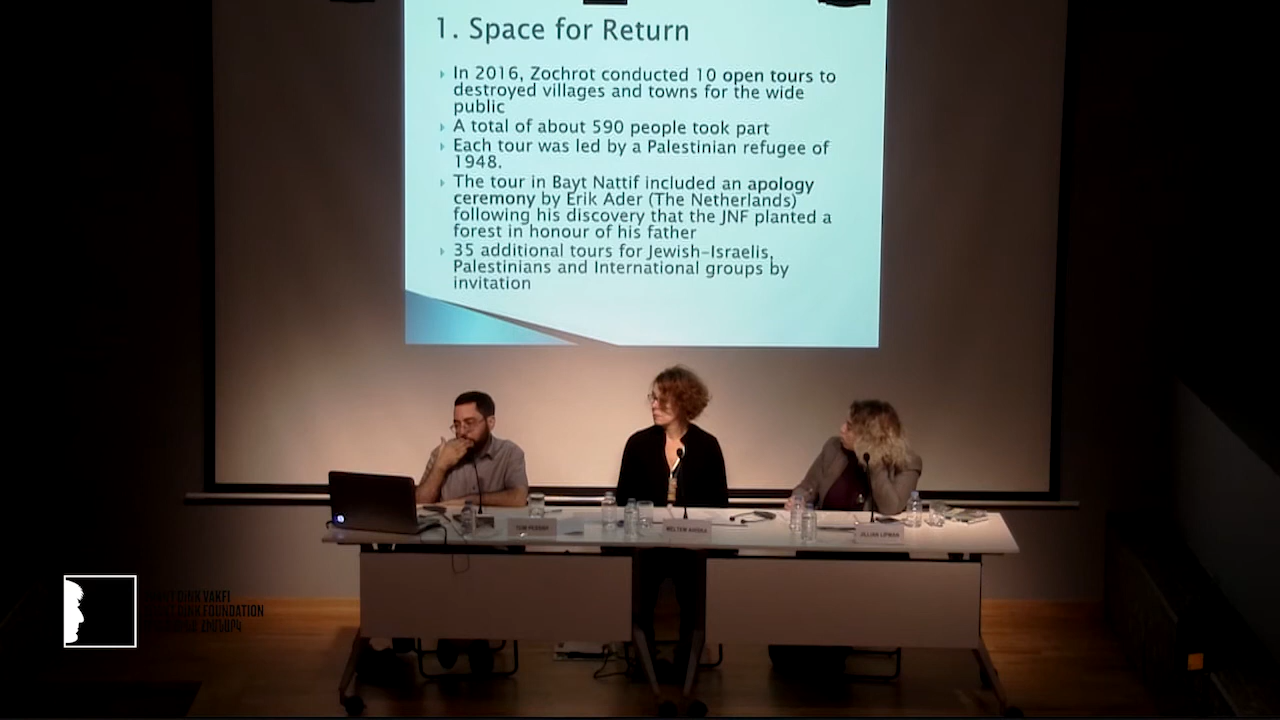 1. Space for Return
In 2016, Zochrot conducted 10 open tours to
destroyed villages and towns for the wide
public
A total of about 590 people took part
Each tour was led by a Palestinian refugee of
1948.
The tour in Bayt Nattif included an apology
ceremony by Erik Ader (The Netherlands)
following his discovery that the JNF planted a
forest in honour of his father
35 additional tours for Jewish-Israelis,
Palestinians and International groups by
invitation
DINK VAKFI
DINK FOUNDATION